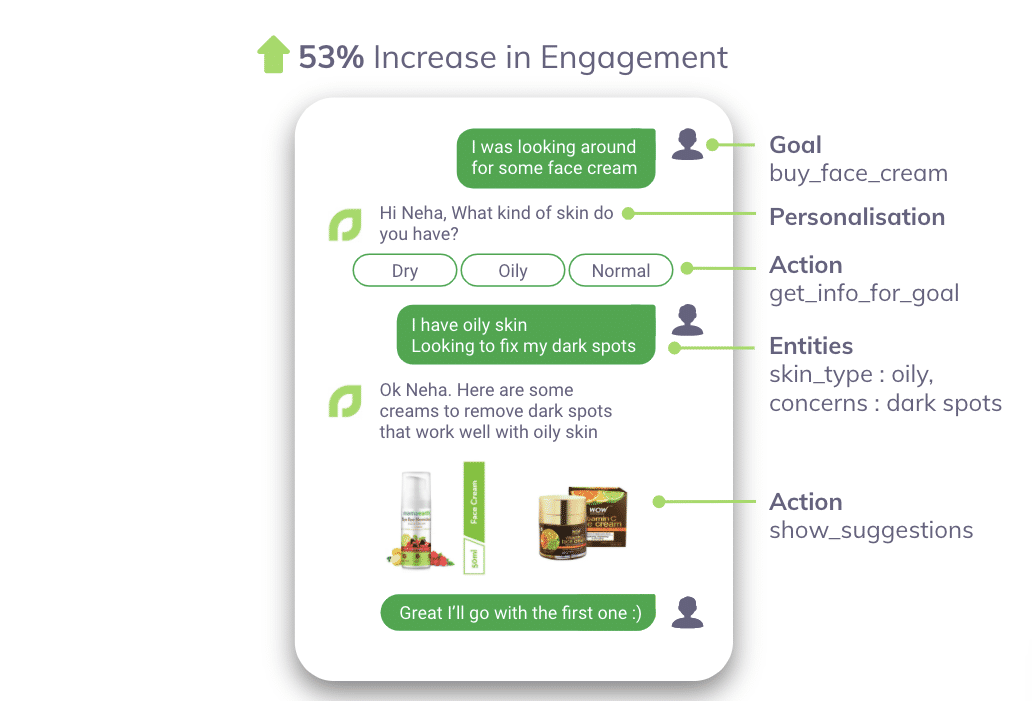 53% Increase in Engagement
I was looking around
for some face cream
Goal
buy_face_cream
Hi Neha, What kind of skin do
you have?
Personalisation
Dry
Oily
Normal
Action
get_info_for_goal
I have oily skin
Looking to fix my dark spots
Entities
skin_type : oily,
concerns : dark spots
Ok Neha. Here are some
creams to remove dark spots
that work well with oily skin
Face Cream
50ml
WOW
Action
show_suggestions
Great I’ll go with the first one :)